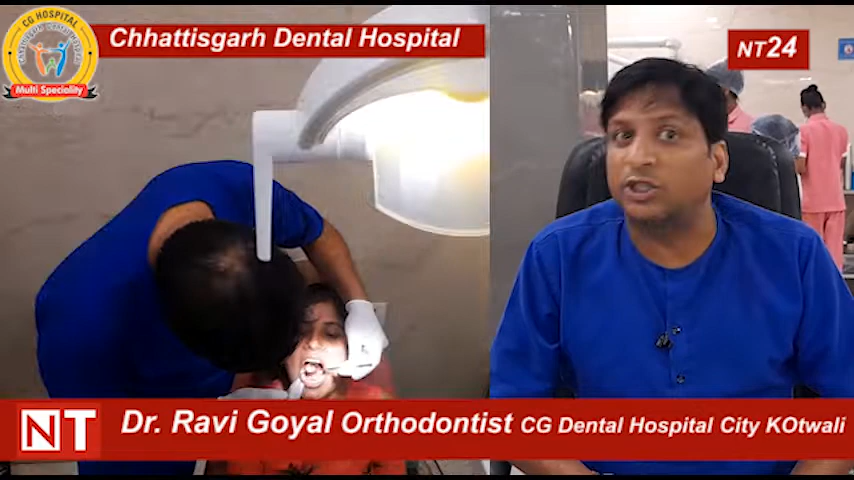 CG HOSPITAL
Multi Speciality
Chhattisgarh Dental Hospital
NT24
NT
Dr. Ravi Goyal Orthodontist CG Dental Hospital City KOtwali